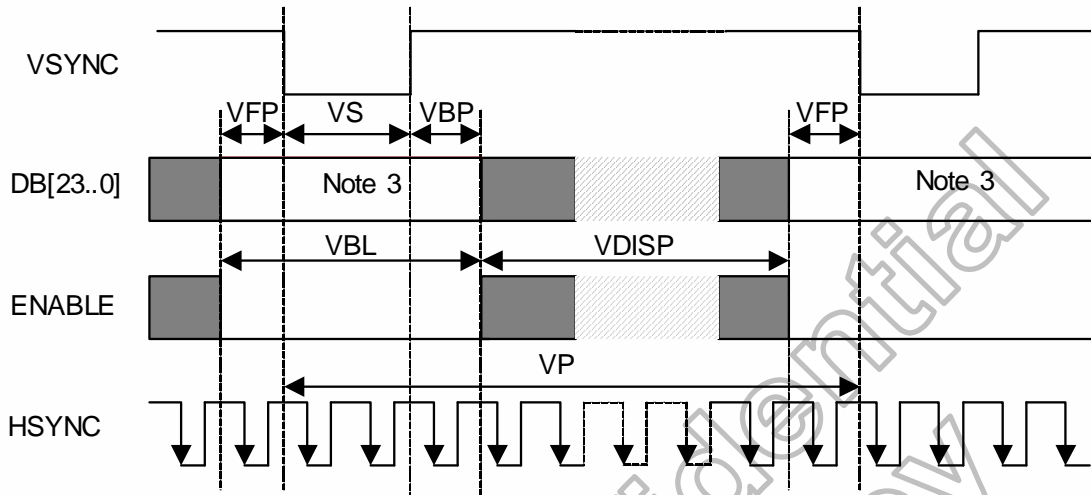 VSYNC
VFP VS VBP VFP
DB[23..0] Note 3 Note 3
VBL VDISP
ENABLE
VP
HSYNC